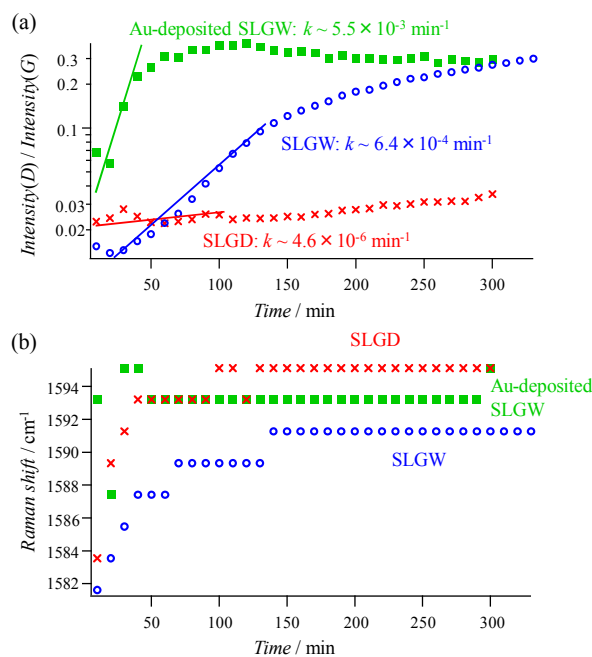 (a)
Au-deposited SLGW: k ~ 5.5 × 10⁻³ min⁻¹
Intensity(D) / Intensity(G)
0.3
0.2
0.1
0.03
0.02
SLGW: k ~ 6.4 × 10⁻⁴ min⁻¹
SLGD: k ~ 4.6 × 10⁻⁶ min⁻¹
50 100 150 200 250 300
Time / min
(b)
SLGD
Raman shift / cm⁻¹
1594
1592
1590
1588
1586
1584
1582
Au-deposited
SLGW
SLGW
50 100 150 200 250 300
Time / min